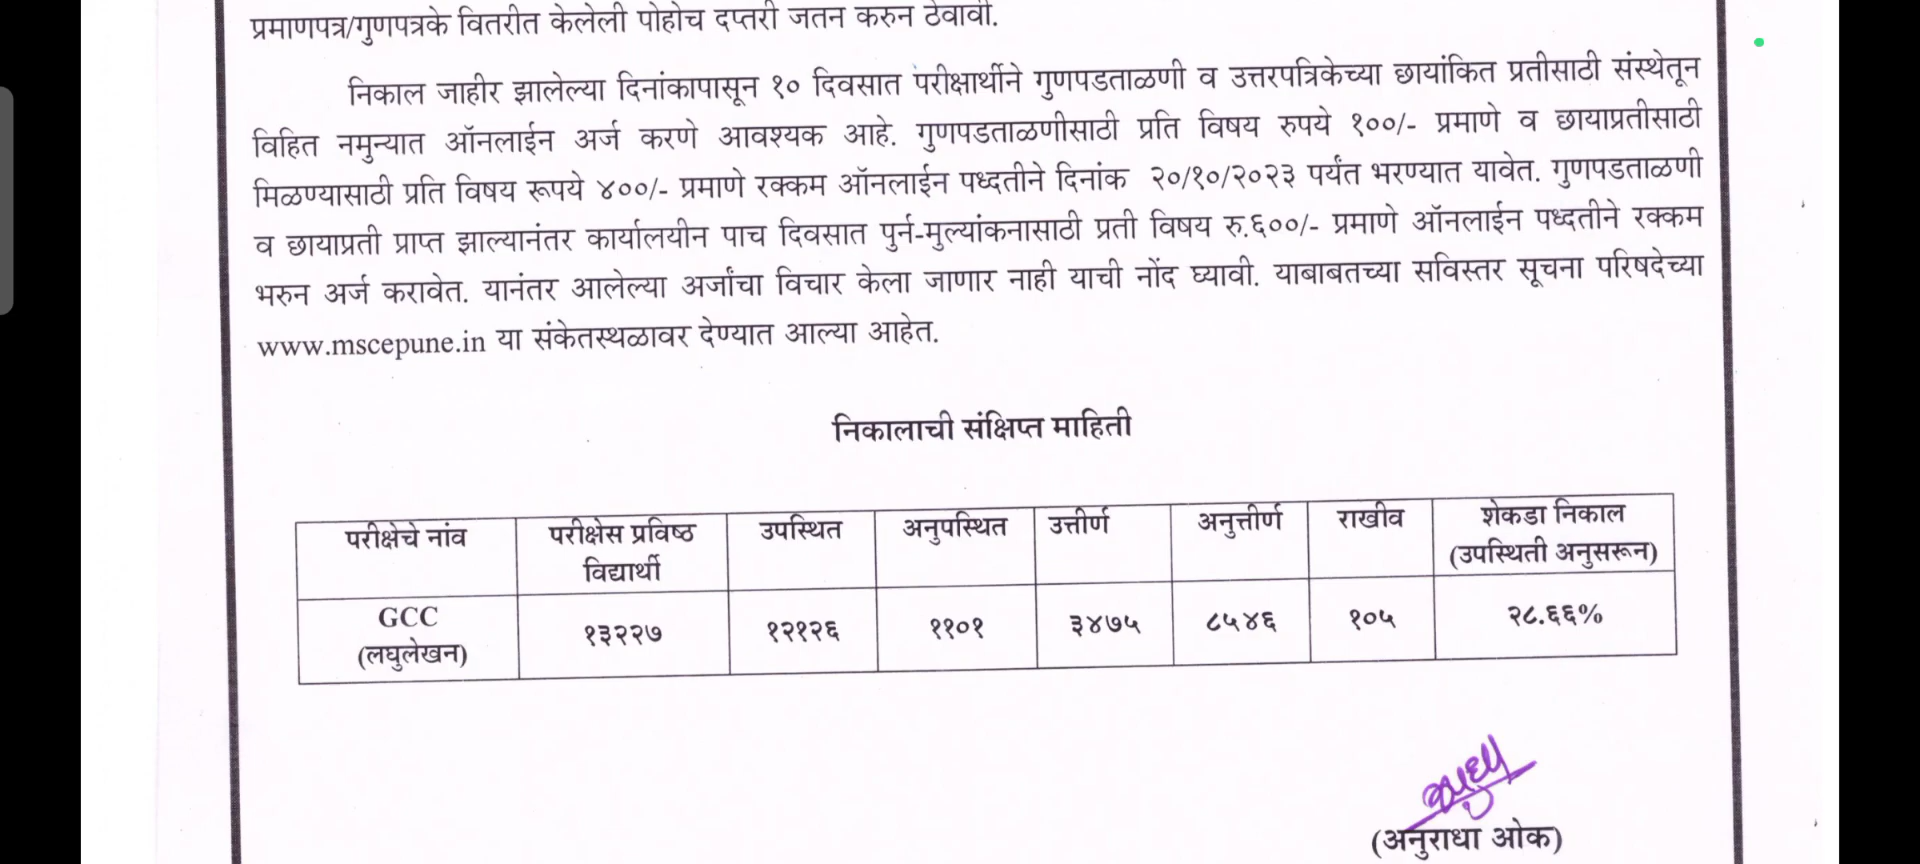 प्रमाणपत्र/गुणपत्रके वितरीत केलेली पोहोच दप्तरी जतन करुन ठेवावी.
निकाल जाहीर झालेल्या दिनांकापासून १० दिवसात परीक्षार्थीने गुणपडताळणी व उत्तरपत्रिकेच्या छायांकित प्रतीसाठी संस्थेतून
विहित नमुन्यात ऑनलाईन अर्ज करणे आवश्यक आहे. गुणपडताळणीसाठी प्रति विषय रुपये १००/- प्रमाणे व छायाप्रतीसाठी
मिळण्यासाठी प्रति विषय रूपये ४००/- प्रमाणे रक्कम ऑनलाईन पध्दतीने दिनांक २०/१०/२०२३ पर्यंत भरण्यात यावेत. गुणपडताळणी
व छायाप्रती प्राप्त झाल्यानंतर कार्यालयीन पाच दिवसात पुर्न-मुल्यांकनासाठी प्रती विषय रु.६००/- प्रमाणे ऑनलाईन पध्दतीने रक्कम
भरुन अर्ज करावेत. यानंतर आलेल्या अर्जांचा विचार केला जाणार नाही याची नोंद घ्यावी. याबाबतच्या सविस्तर सूचना परिषदेच्या
www.mscepune.in या संकेतस्थळावर देण्यात आल्या आहेत.
निकालाची संक्षिप्त माहिती
परीक्षेचे नांव परीक्षेस प्रविष्ठ विद्यार्थी उपस्थित अनुपस्थित उत्तीर्ण अनुत्तीर्ण राखीव शेकडा निकाल (उपस्थिती अनुसरून)
GCC (लघुलेखन) १३२२७ १२१२६ ११०१ ३४७५ ८५४६ १०५ २८.६६%
(अनुराधा ओक)